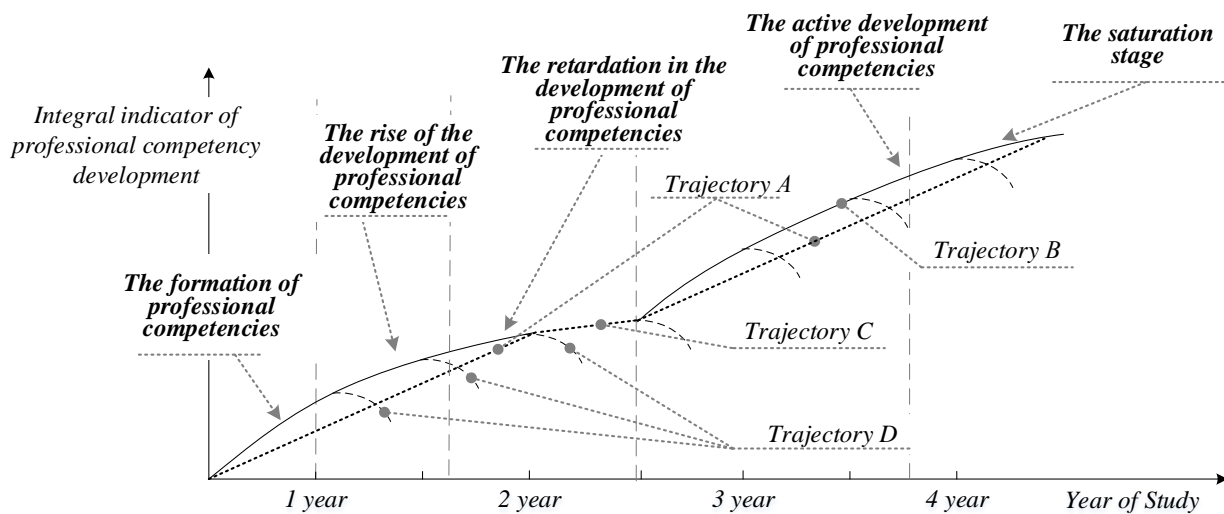 Integral indicator of
professional competency
development
The formation of
professional
competencies
The rise of the
development of
professional
competencies
The retardation in the
development of
professional
competencies
The active development
of professional
competencies
The saturation
stage
Trajectory A
Trajectory B
Trajectory C
Trajectory D
1 year
2 year
3 year
4 year
Year of Study